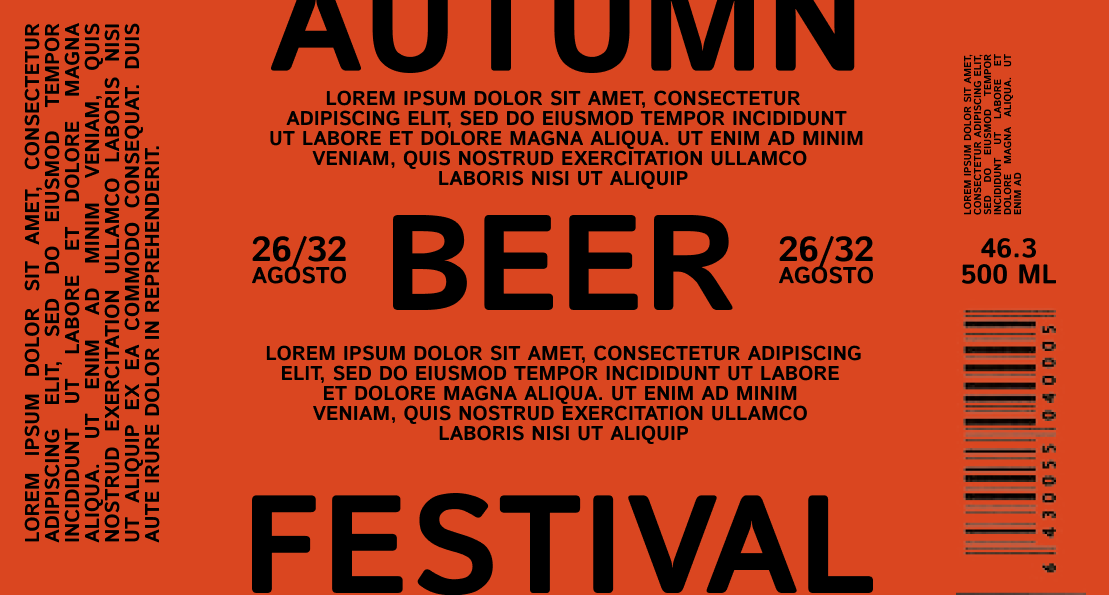 LOREM IPSUM DOLOR SIT AMET, CONSECTETUR
ADIPISCING ELIT, SED DO EIUSMOD TEMPOR
INCIDIDUNT UT LABORE ET DOLORE MAGNA
ALIQUA. UT ENIM AD MINIM VENIAM, QUIS
NOSTRUD EXERCITATION ULLAMCO LABORIS NISI
UT ALIQUIP EX EA COMMODO CONSEQUAT. DUIS
AUTE IRURE DOLOR IN REPREHENDERIT.
AUTUMN
LOREM IPSUM DOLOR SIT AMET, CONSECTETUR
ADIPISCING ELIT, SED DO EIUSMOD TEMPOR INCIDIDUNT
UT LABORE ET DOLORE MAGNA ALIQUA. UT ENIM AD MINIM
VENIAM, QUIS NOSTRUD EXERCITATION ULLAMCO
LABORIS NISI UT ALIQUIP
26/32
AGOSTO
BEER
26/32
AGOSTO
LOREM IPSUM DOLOR SIT AMET, CONSECTETUR ADIPISCING
ELIT, SED DO EIUSMOD TEMPOR INCIDIDUNT UT LABORE
ET DOLORE MAGNA ALIQUA. UT ENIM AD MINIM
VENIAM, QUIS NOSTRUD EXERCITATION ULLAMCO
LABORIS NISI UT ALIQUIP
FESTIVAL
LOREM IPSUM DOLOR SIT AMET,
CONSECTETUR ADIPISCING ELIT,
SED DO EIUSMOD TEMPOR
INCIDIDUNT UT LABORE ET
DOLORE MAGNA ALIQUA. UT
ENIM AD
46.3
500 ML
6 430055 040005